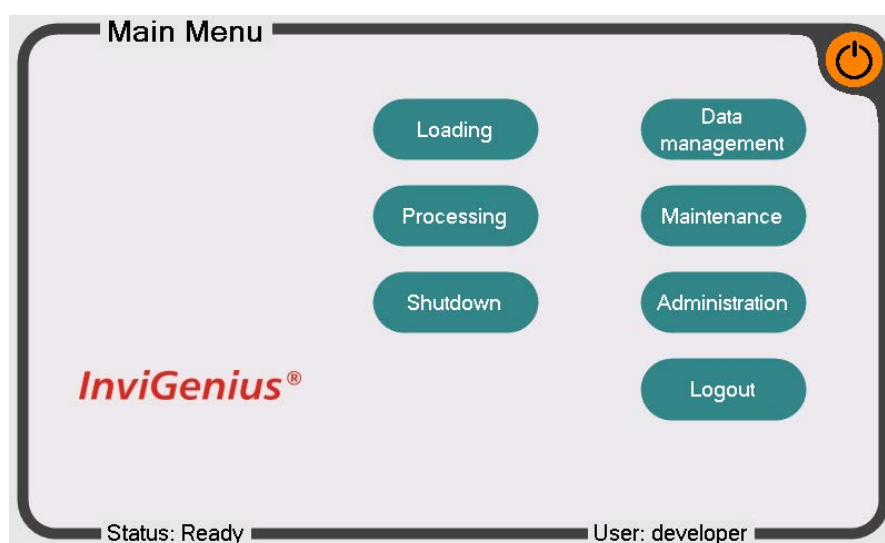 Main Menu
Loading
Data
management
Processing
Maintenance
Shutdown
Administration
InviGenius®
Logout
Status: Ready
User: developer